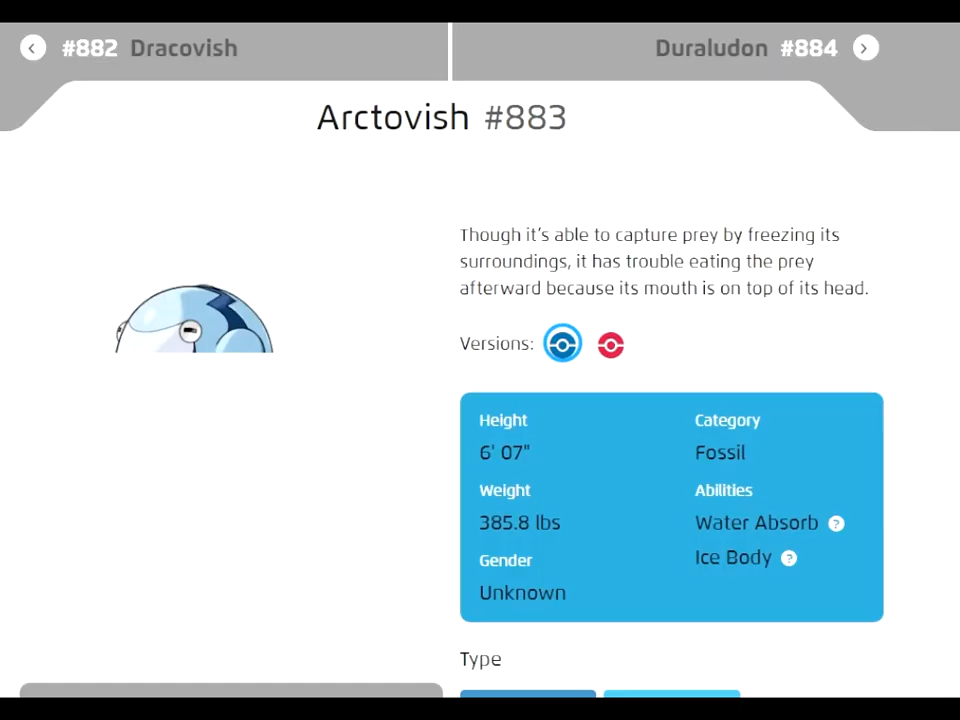 #882 Dracovish
Duraludon #884
Arctovish #883
Though it's able to capture prey by freezing its
surroundings, it has trouble eating the prey
afterward because its mouth is on top of its head.
Versions:
Height
6' 07"
Weight
385.8 lbs
Gender
Unknown
Category
Fossil
Abilities
Water Absorb ?
Ice Body ?
Type